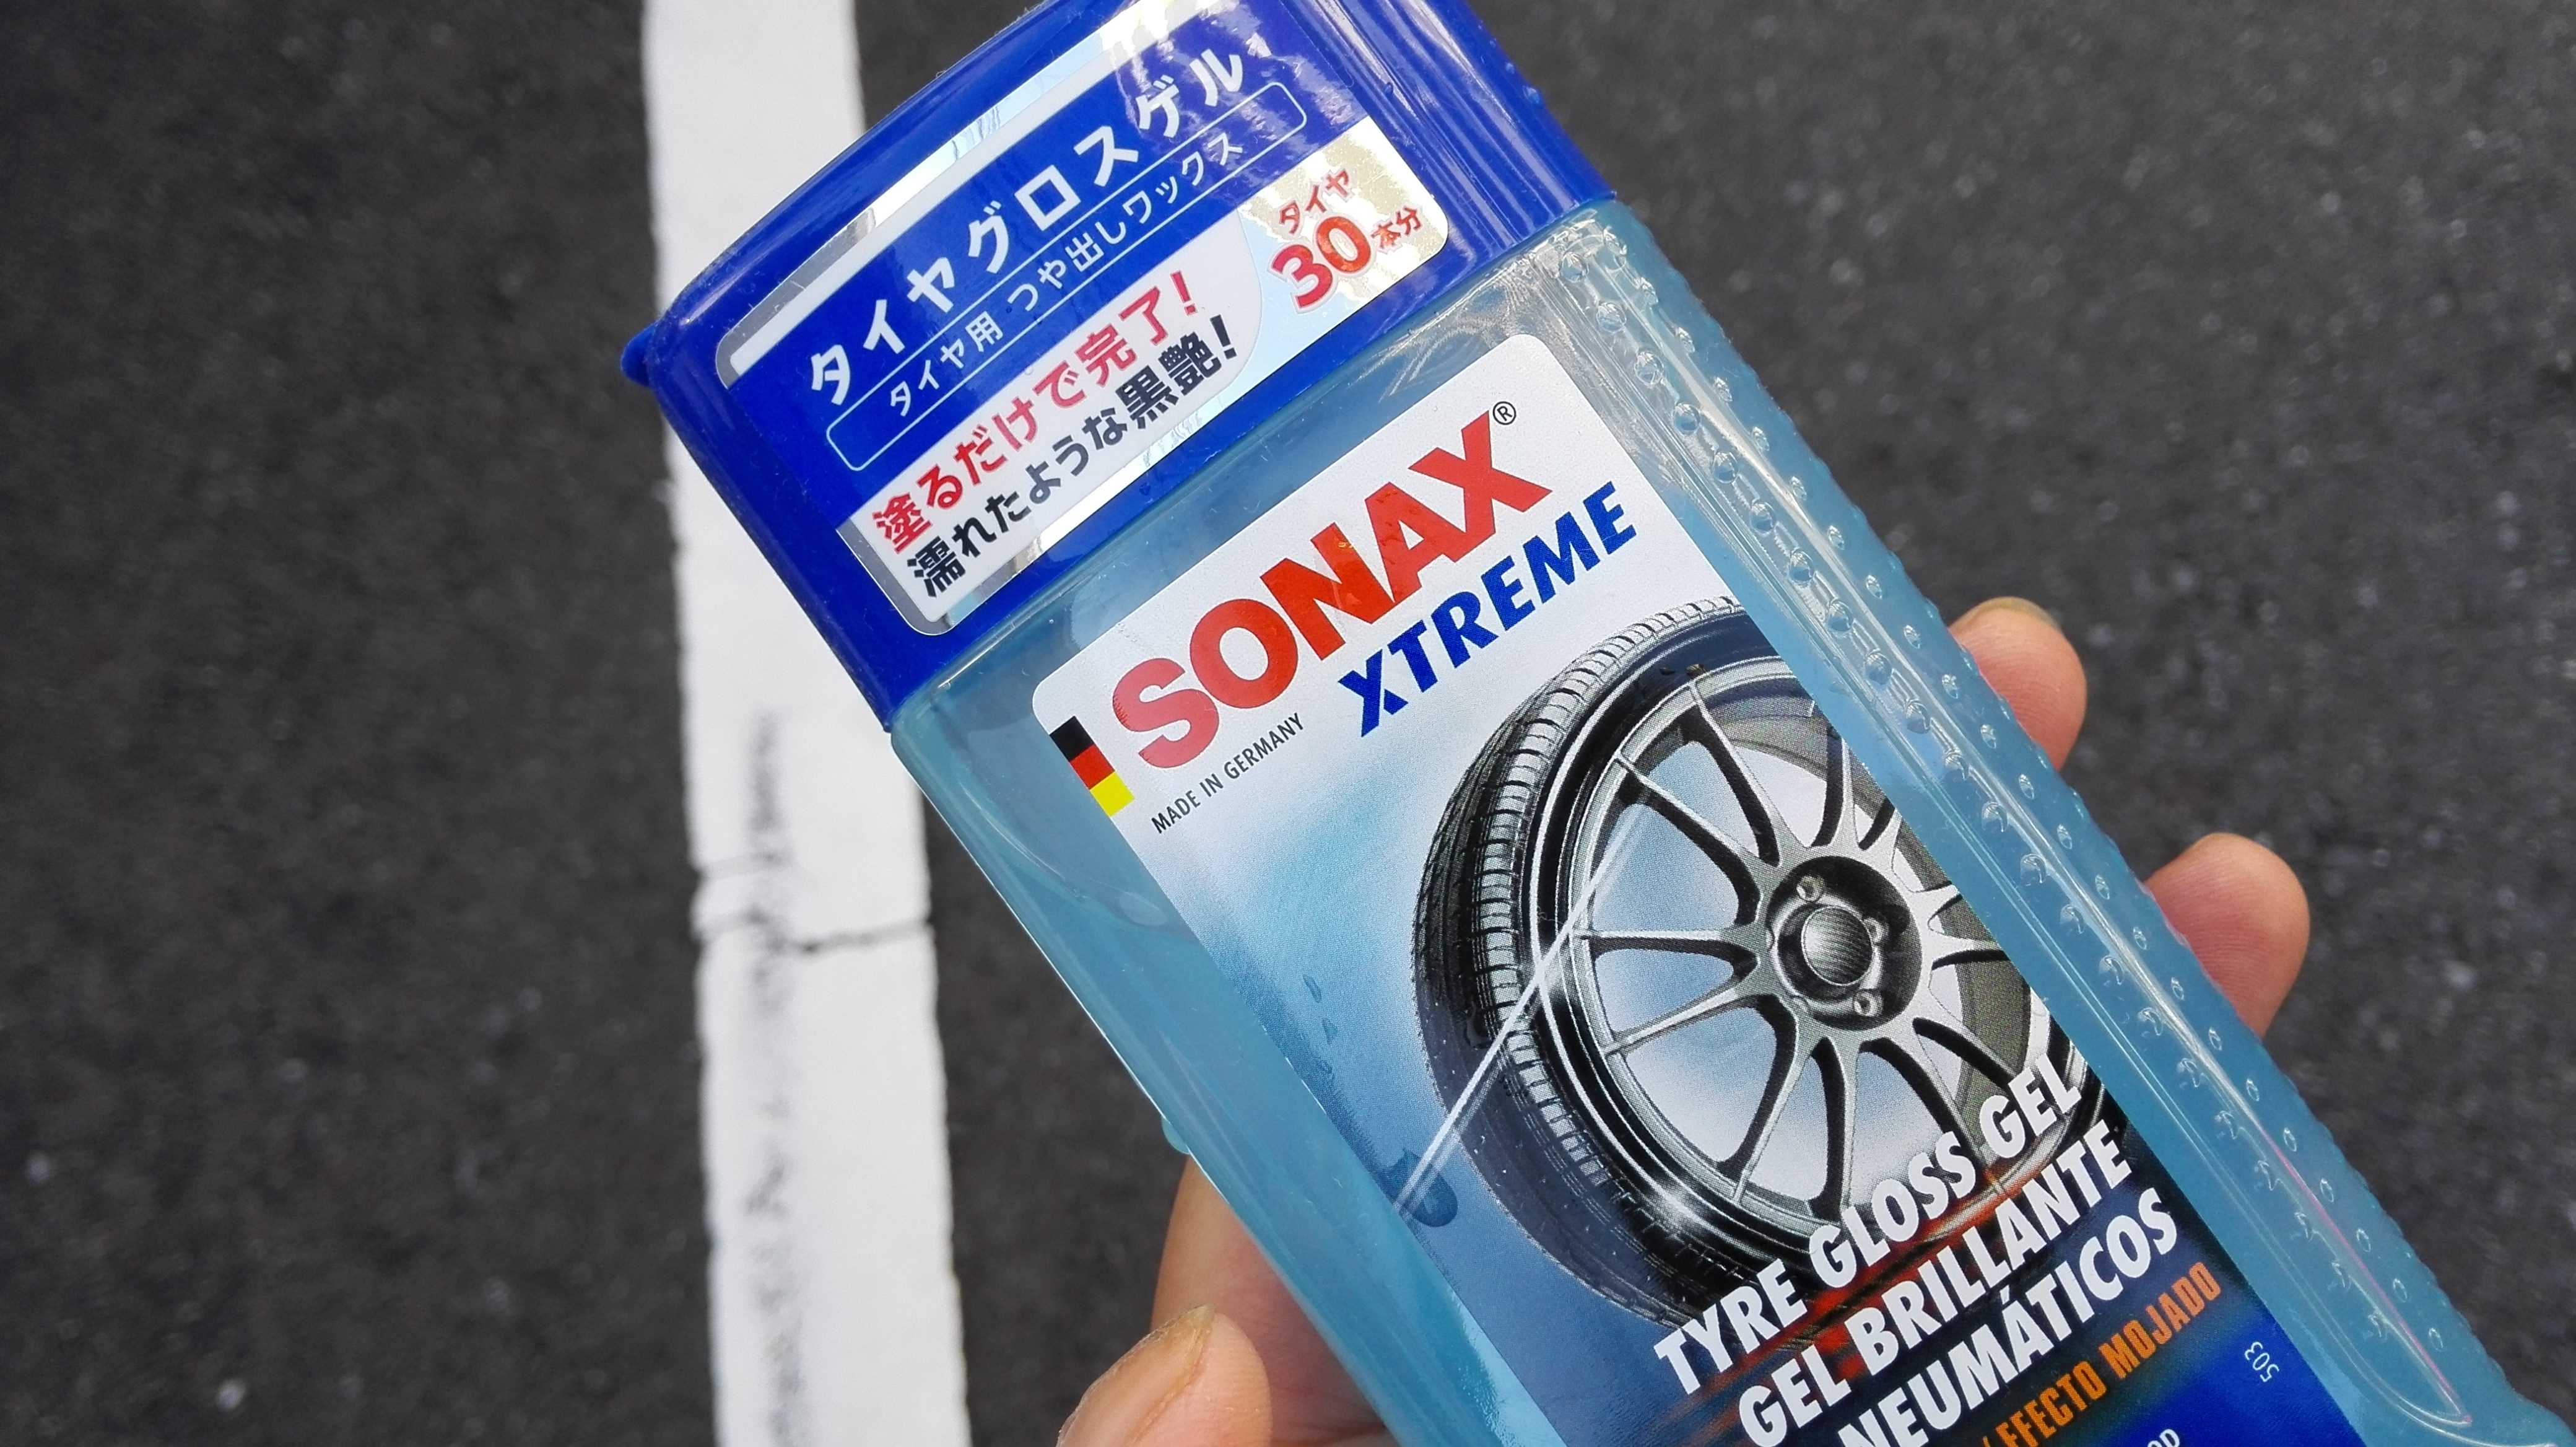 タイヤグロスゲル
タイヤ用 つや出しワックス
塗るだけで完了!
濡れたような黒艶!
タイヤ
30本分
SONAX®
XTREME
MADE IN GERMANY
TYRE GLOSS GEL
GEL BRILLANTE
NEUMÁTICOS
/ EFFECTO MOJADO
503